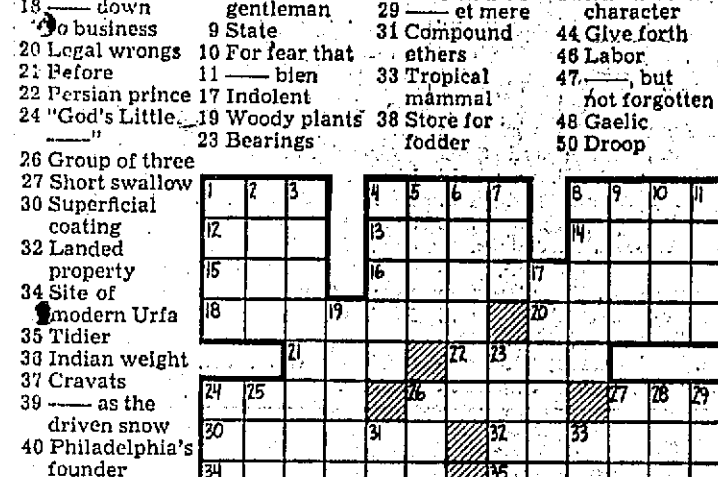 18 —— down
to business
20 Legal wrongs
21 Before
22 Persian prince
24 "God's Little
——"
26 Group of three
27 Short swallow
30 Superficial
coating
32 Landed
property
34 Site of
modern Urfa
35 Tidier
36 Indian weight
37 Cravats
39 —— as the
driven snow
40 Philadelphia's
founder
gentleman
9 State
10 For fear that
11 —— bien
17 Indolent
19 Woody plants
23 Bearings
29 —— et mere
31 Compound
ethers
33 Tropical
mammal
38 Store for
fodder
character
44 Give forth
46 Labor
47 ——, but
not forgotten
48 Gaelic
50 Droop
1 2 3 4 5 6 7 8 9 10 11
12 13 14
15 16 17
18 19 20
21 22 23
24 25 26 27 28 29
30 31 32 33
34 35